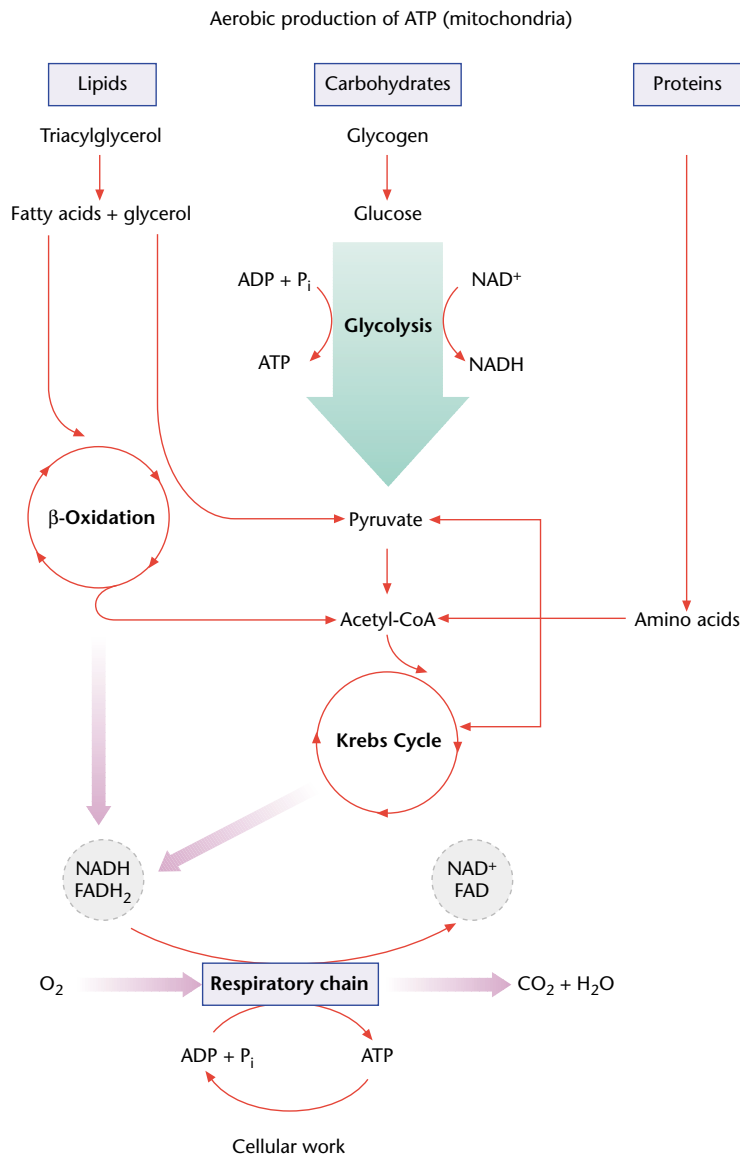 Aerobic production of ATP (mitochondria)
Lipids
Carbohydrates
Proteins
Triacylglycerol
Glycogen
Fatty acids + glycerol
Glucose
ADP + Pi
NAD+
Glycolysis
ATP
NADH
β-Oxidation
Pyruvate
Acetyl-CoA
Amino acids
Krebs Cycle
NADH
FADH2
NAD+
FAD
O2
Respiratory chain
CO2 + H2O
ADP + Pi
ATP
Cellular work